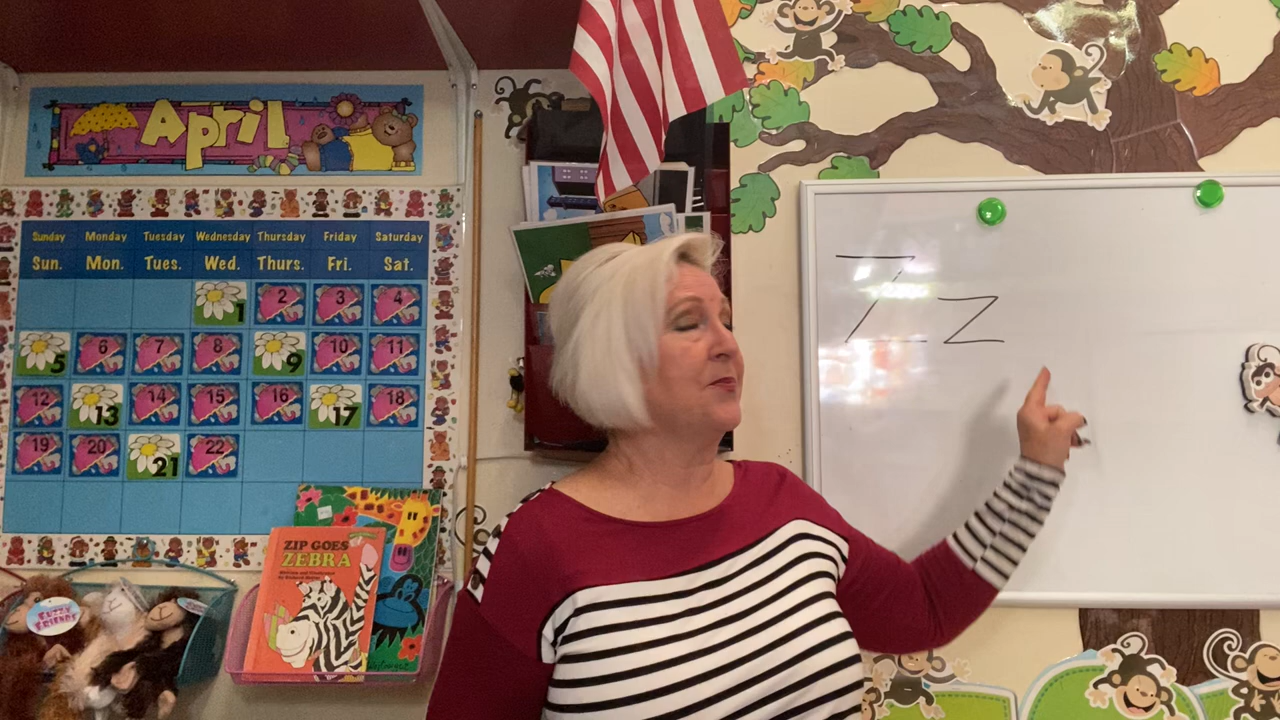 April
Sunday Monday Tuesday Wednesday Thursday Friday Saturday
Sun. Mon. Tues. Wed. Thurs. Fri. Sat.
1 2 3 4
5 6 7 8 9 10 11
12 13 14 15 16 17 18
19 20 21 22
Zz
ZIP GOES
ZEBRA
FUZZY
FRIENDS